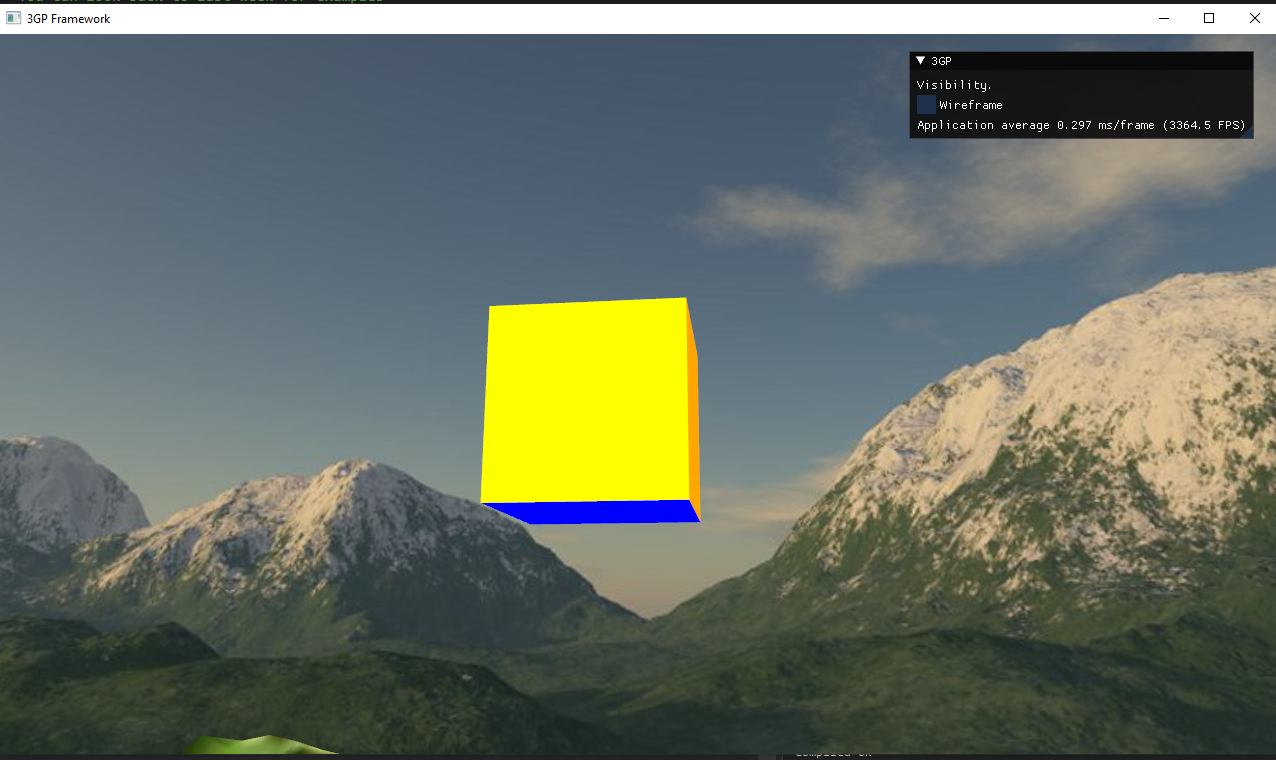 3GP Framework
3GP
Visibility.
Wireframe
Application average 0.297 ms/frame (3364.5 FPS)